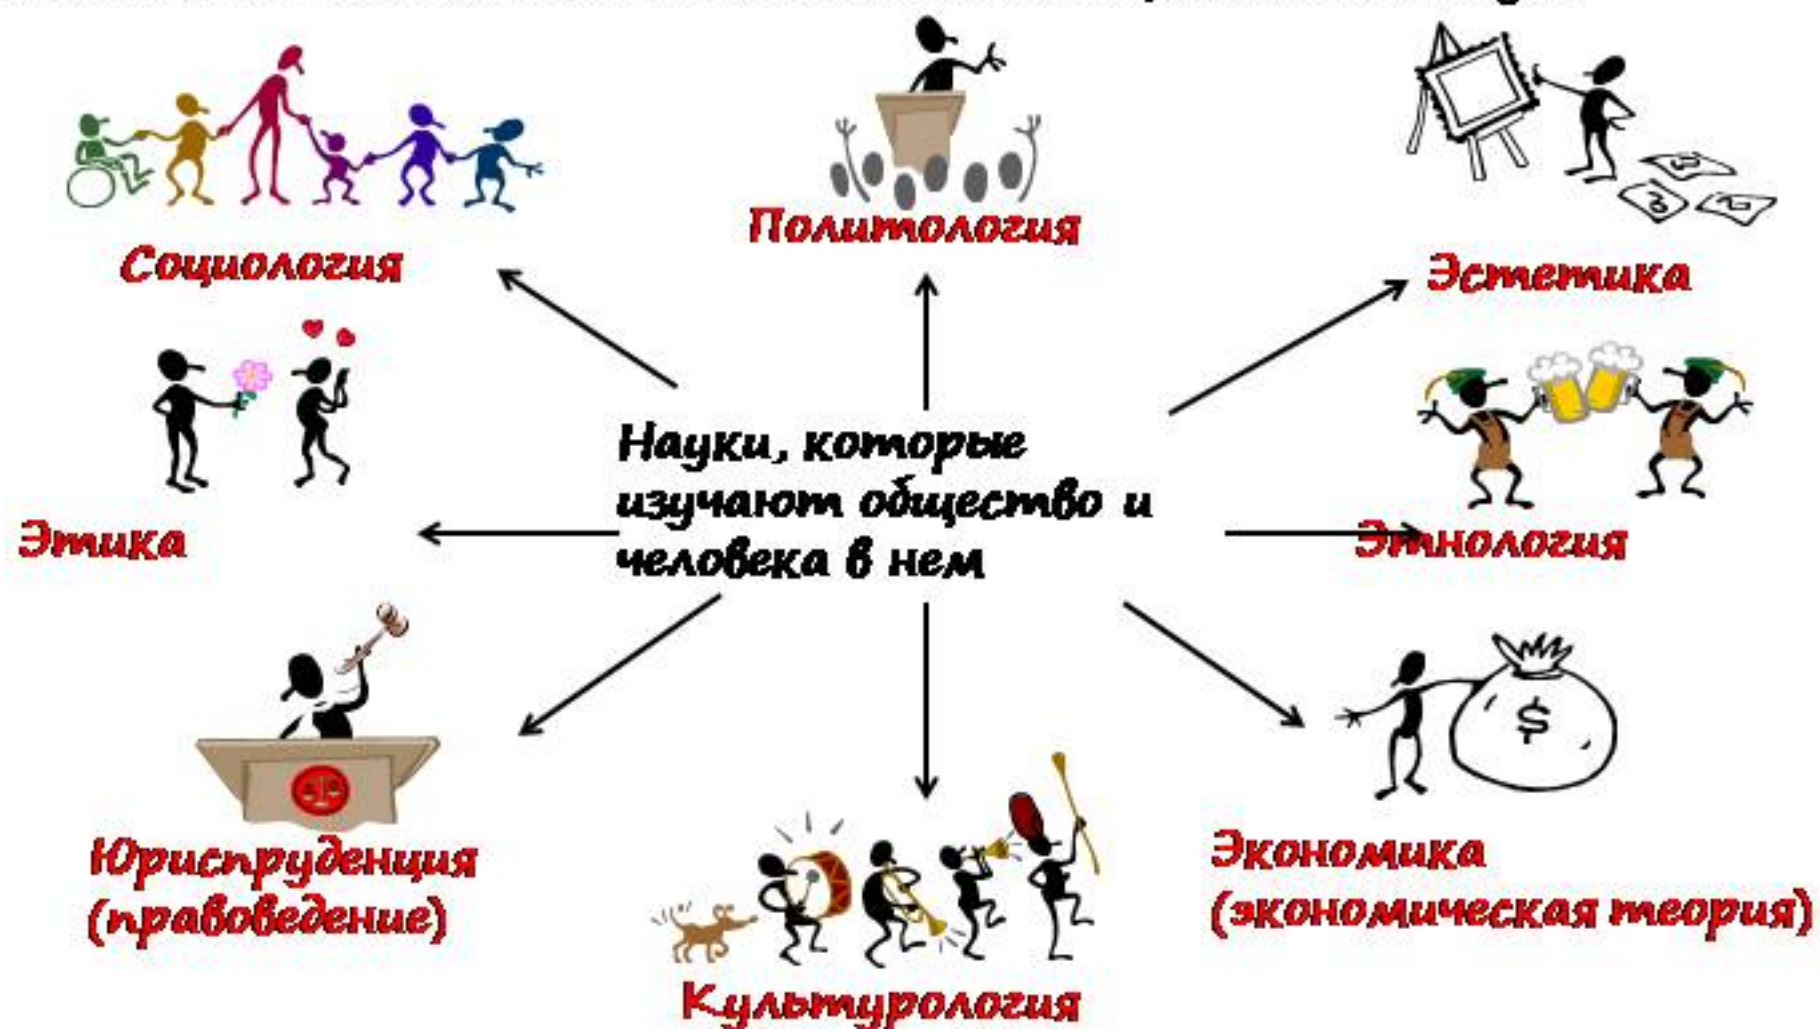 Социология
Политология
Эстетика
Науки, которые
изучают общество и
человека в нем
Этика
Этнология
$
Юриспруденция
(правоведение)
Экономика
(экономическая теория)
Культурология